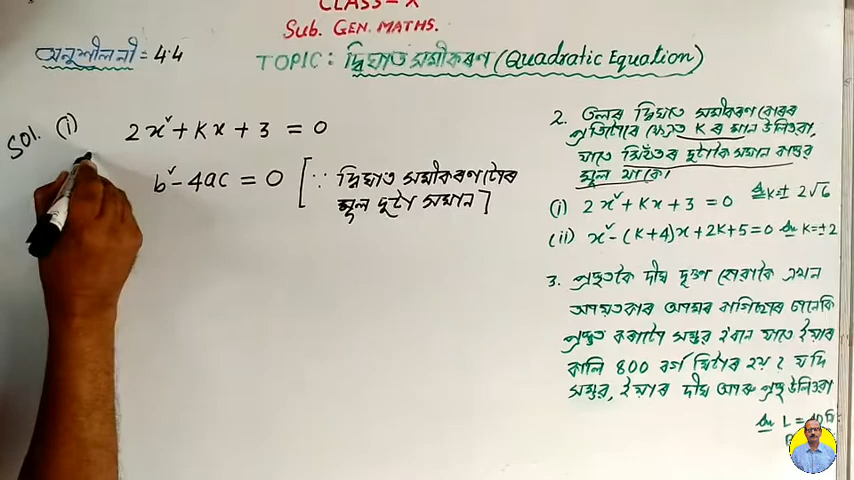 CLASS-X
Sub. GEN. MATHS.
অনুশীলনী = 4.4
TOPIC: দ্বিঘাত সমীকৰণ (Quadratic Equation)
Sol. (i) 2x² + Kx + 3 = 0
b² - 4ac = 0 [∵ দ্বিঘাত সমীকৰণটোৰ
মূল দুটা সমান]
2. তলৰ দ্বিঘাত সমীকৰণবোৰৰ
প্ৰতিটোৰে ক্ষেত্ৰত K ৰ মান উলিওৱা,
যাতে সিহঁতৰ দুটাকৈ সমান বাস্তৱ
মূল থাকে।
(i) 2x² + Kx + 3 = 0 Ans K = ± 2√6
(ii) x² - (K+4)x + 2K + 5 = 0 Ans K = ± 2
3. প্ৰস্থতকৈ দীঘ দুগুণ হোৱাকৈ এখন
আয়তাকাৰ আমৰ বাগিছাৰ
প্ৰস্তুত কৰাটো সম্ভৱ হ'বনে যাতে ইয়াৰ
কালি 800 বৰ্গ মিটাৰ হয়? যদি
সম্ভৱ, ইয়াৰ দীঘ আৰু প্ৰস্থ উলিওৱা
Ans L = 40